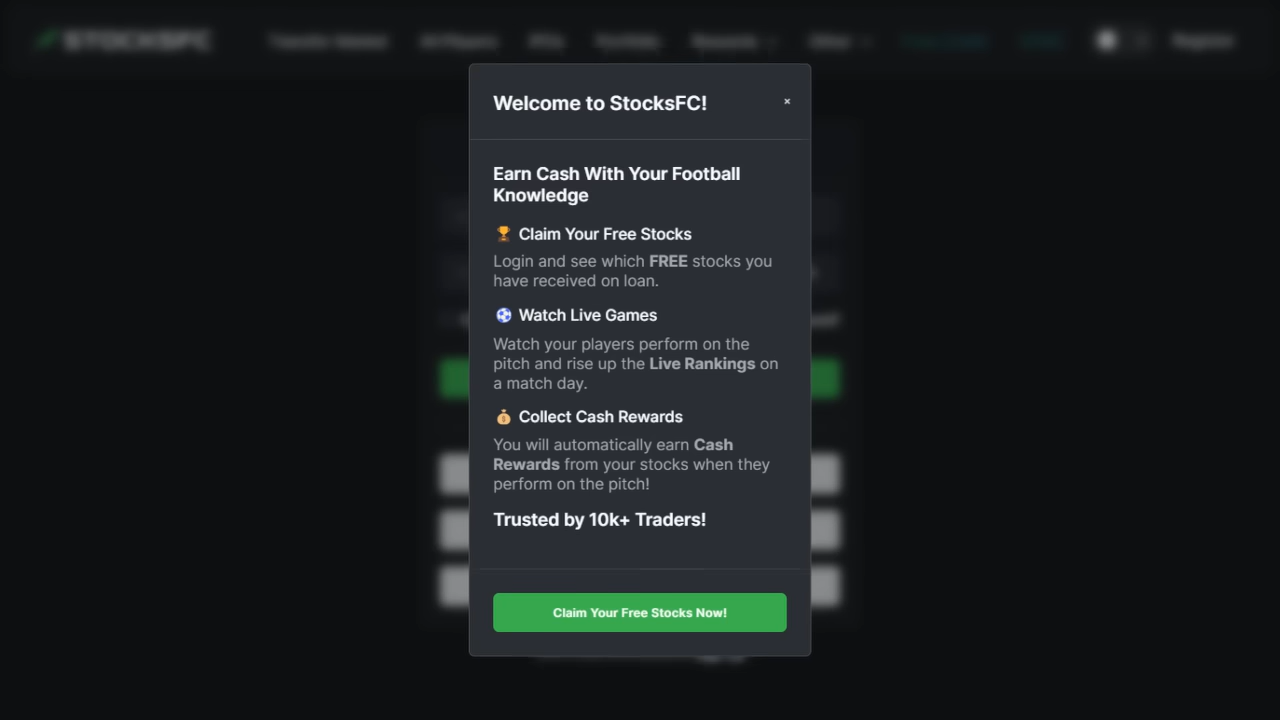 STOCKSFC
Register
Welcome to StocksFC!
×
Earn Cash With Your Football
Knowledge
🏆 Claim Your Free Stocks
Login and see which FREE stocks you
have received on loan.
⚽ Watch Live Games
Watch your players perform on the
pitch and rise up the Live Rankings on
a match day.
💰 Collect Cash Rewards
You will automatically earn Cash
Rewards from your stocks when they
perform on the pitch!
Trusted by 10k+ Traders!
Claim Your Free Stocks Now!